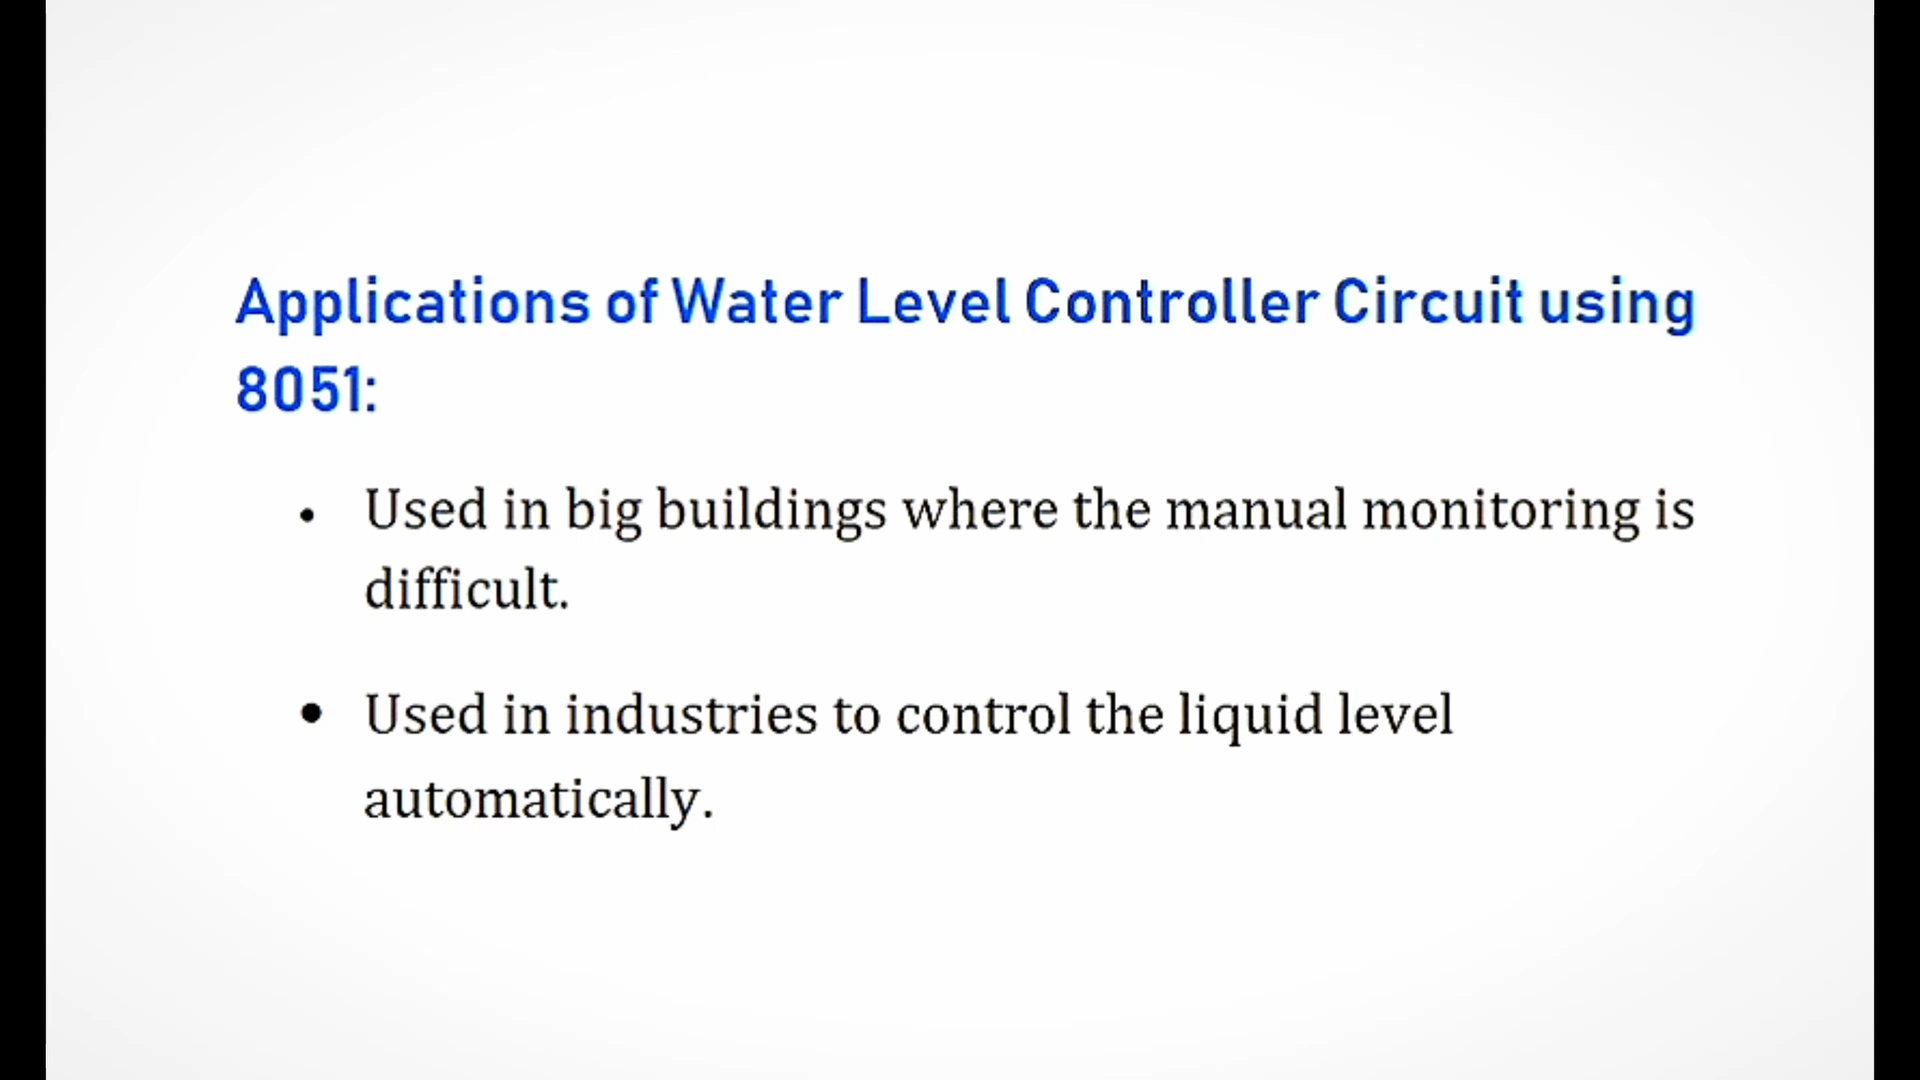 Applications of Water Level Controller Circuit using
8051:
• Used in big buildings where the manual monitoring is
difficult.
• Used in industries to control the liquid level
automatically.